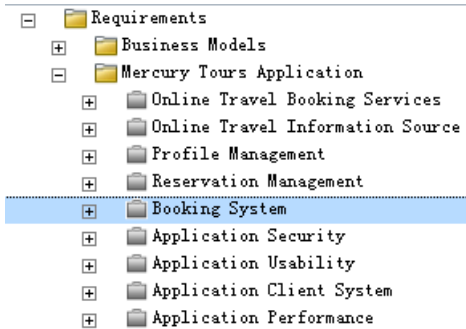 Requirements
Business Models
Mercury Tours Application
Online Travel Booking Services
Online Travel Information Source
Profile Management
Reservation Management
Booking System
Application Security
Application Usability
Application Client System
Application Performance